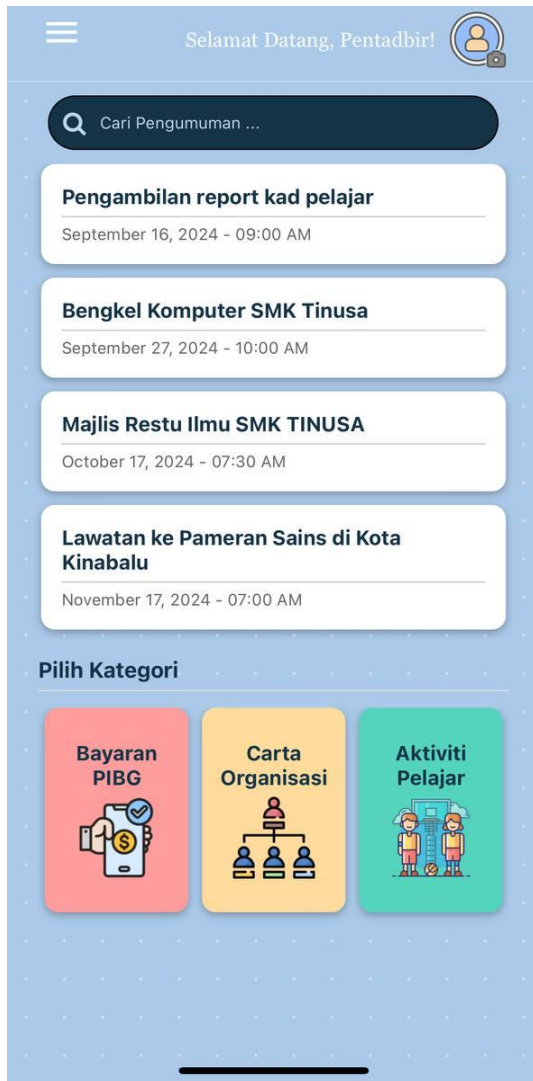 Selamat Datang, Pentadbir!
Cari Pengumuman ...
Pengambilan report kad pelajar
September 16, 2024 - 09:00 AM
Bengkel Komputer SMK Tinusa
September 27, 2024 - 10:00 AM
Majlis Restu Ilmu SMK TINUSA
October 17, 2024 - 07:30 AM
Lawatan ke Pameran Sains di Kota
Kinabalu
November 17, 2024 - 07:00 AM
Pilih Kategori
Bayaran
PIBG
$
Carta
Organisasi
Aktiviti
Pelajar